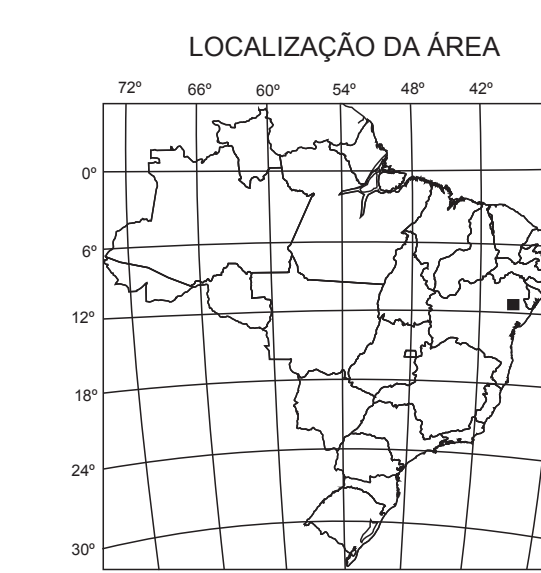 LOCALIZAÇÃO DA ÁREA
72º 66º 60º 54º 48º 42º
0º
6º
12º
18º
24º
30º